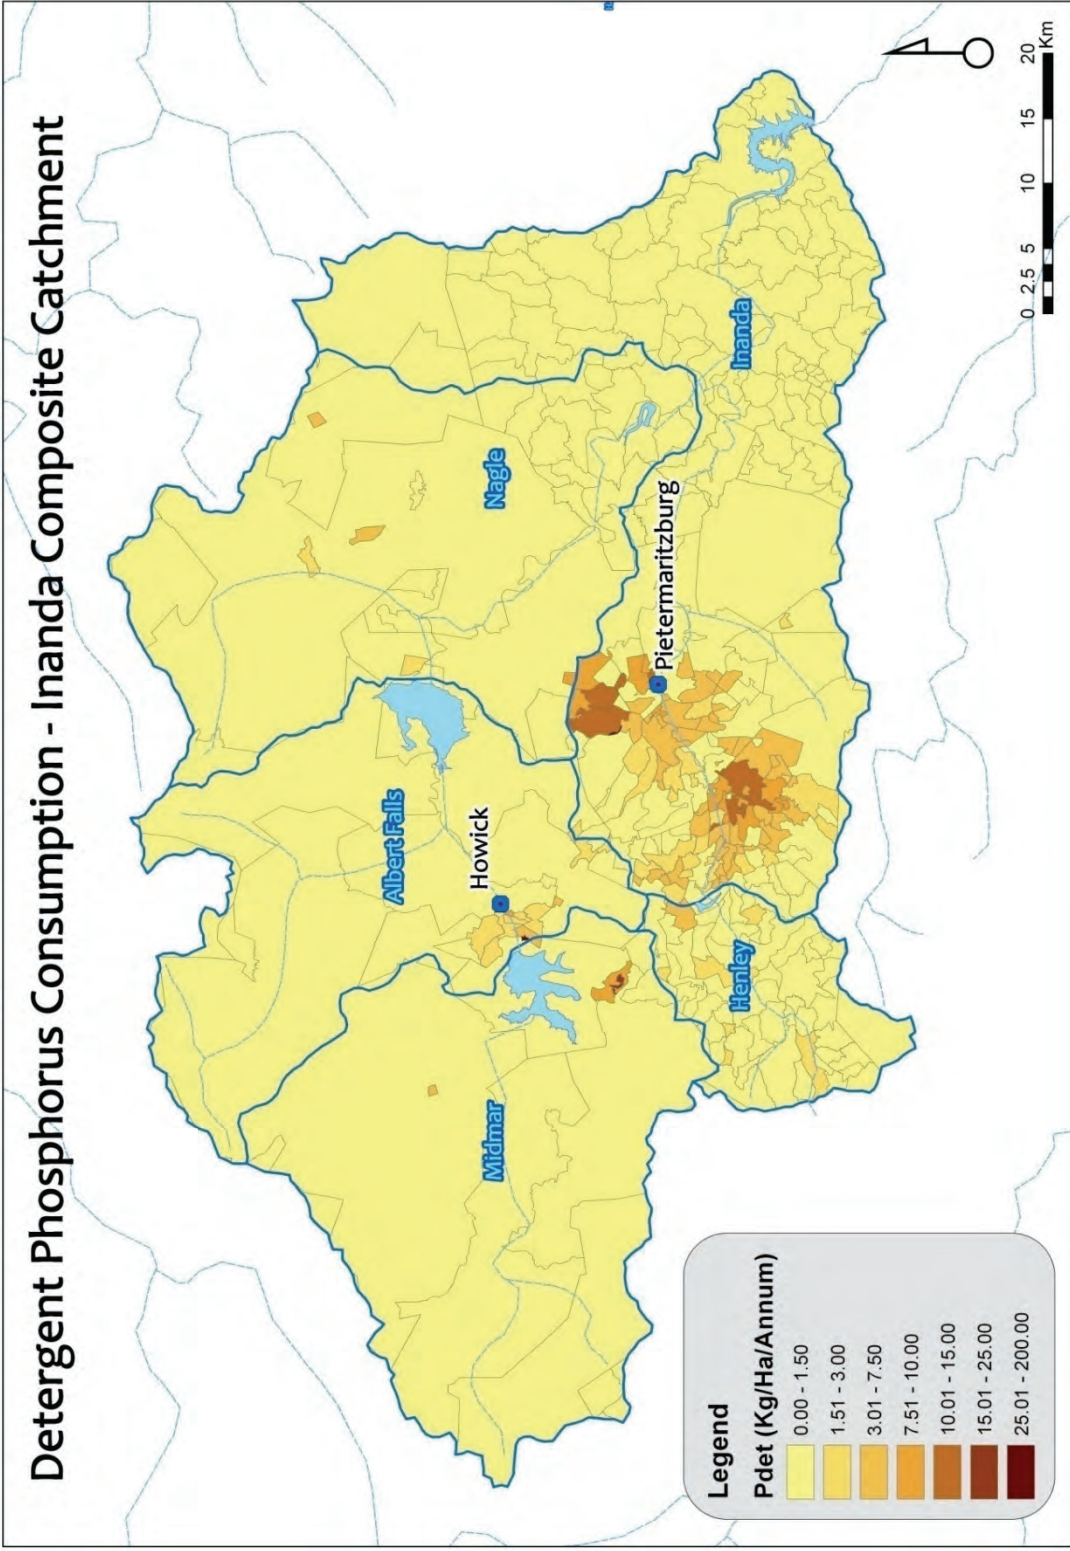 Detergent Phosphorus Consumption - Inanda Composite Catchment
Albert Falls
Nagle
Howick
Midmar
Pietermaritzburg
Henley
Inanda
Legend
Pdet (Kg/Ha/Annum)
0.00 - 1.50
1.51 - 3.00
3.01 - 7.50
7.51 - 10.00
10.01 - 15.00
15.01 - 25.00
25.01 - 200.00
0 2.5 5 10 15 20
Km